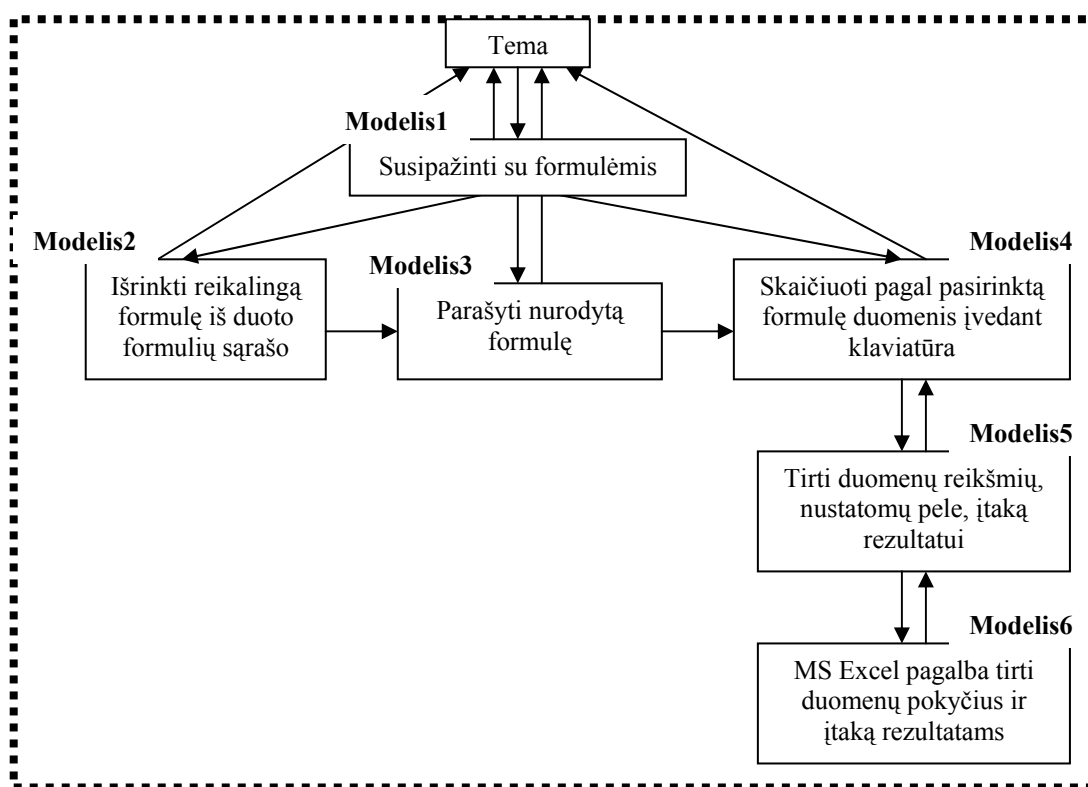 Tema
Modelis1
Susipažinti su formulėmis
Modelis2
Išrinkti reikalingą
formulę iš duoto
formulių sąrašo
Modelis3
Parašyti nurodytą
formulę
Modelis4
Skaičiuoti pagal pasirinktą
formulę duomenis įvedant
klaviatūra
Modelis5
Tirti duomenų reikšmių,
nustatomų pele, įtaką
rezultatui
Modelis6
MS Excel pagalba tirti
duomenų pokyčius ir
įtaką rezultatams